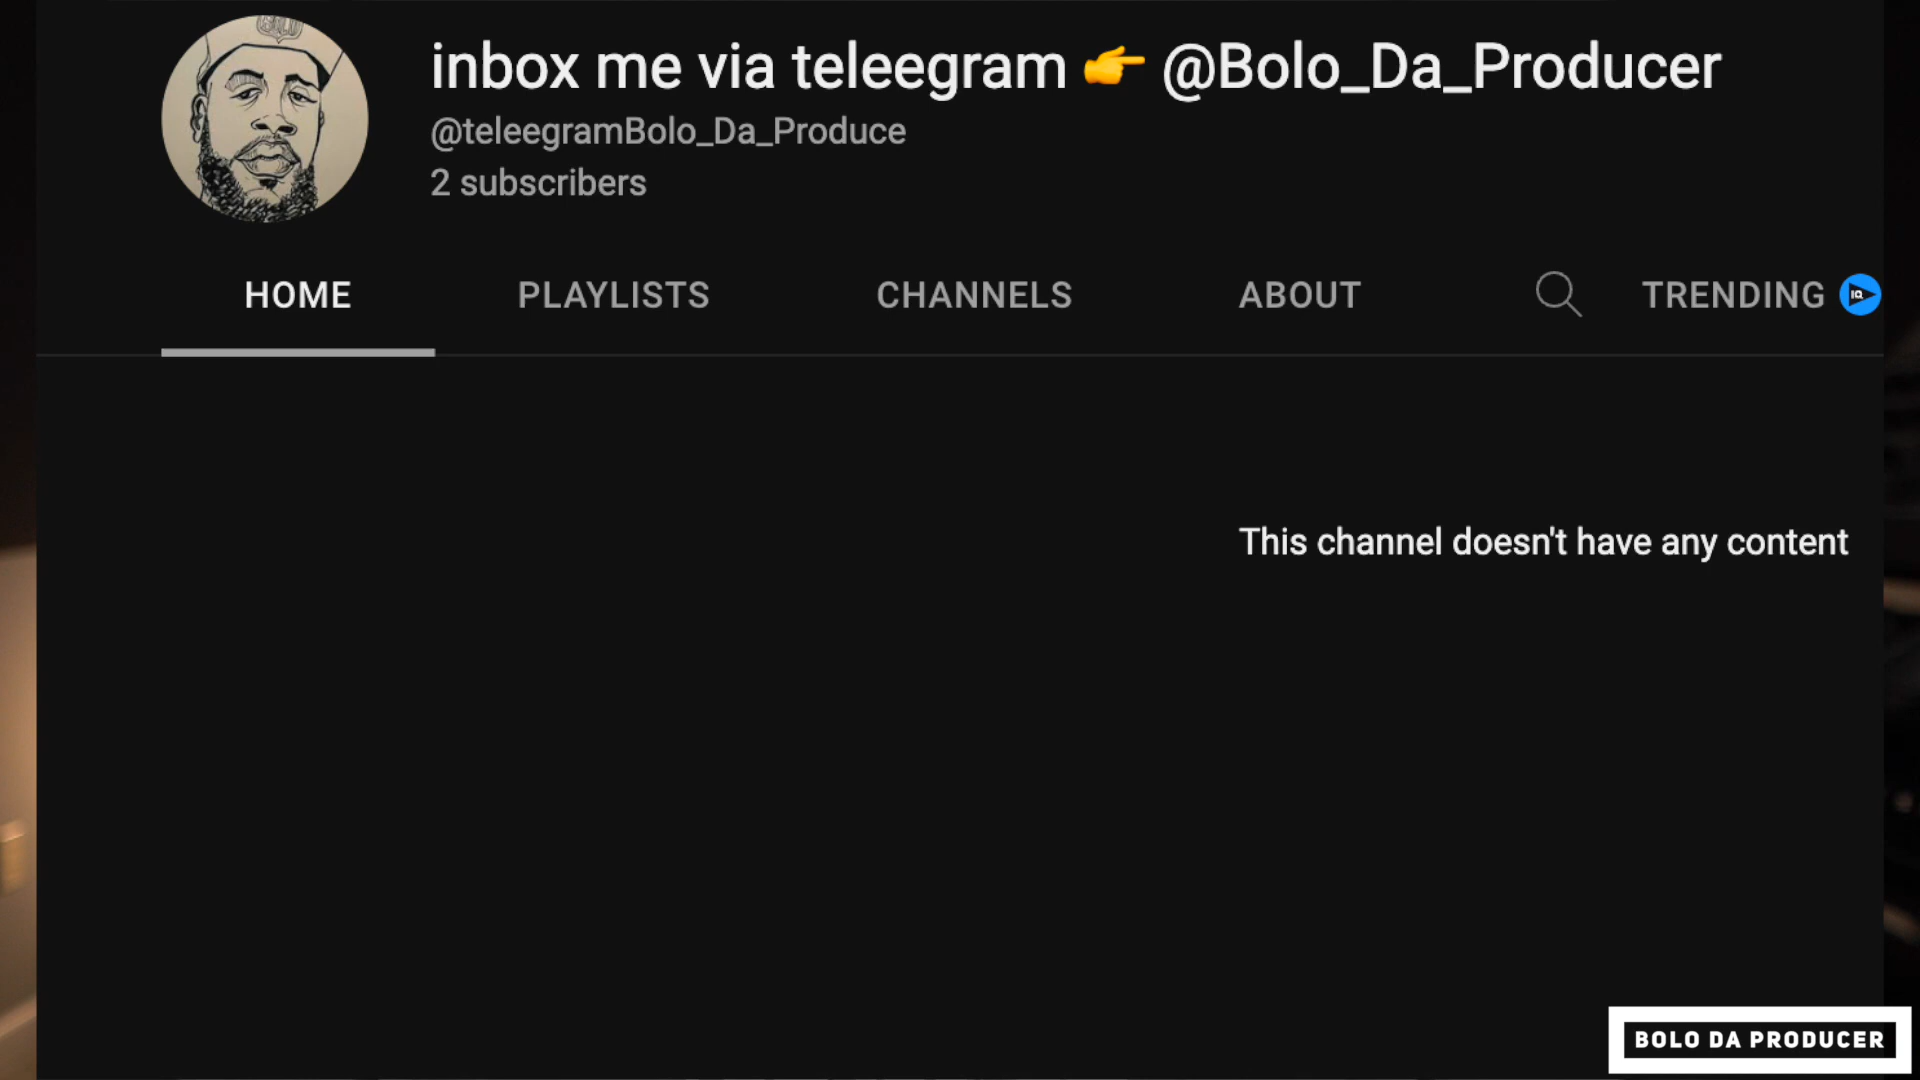 inbox me via teleegram 👉 @Bolo_Da_Producer
@teleegramBolo_Da_Produce
2 subscribers
HOME PLAYLISTS CHANNELS ABOUT TRENDING IQ
This channel doesn't have any content
BOLO DA PRODUCER